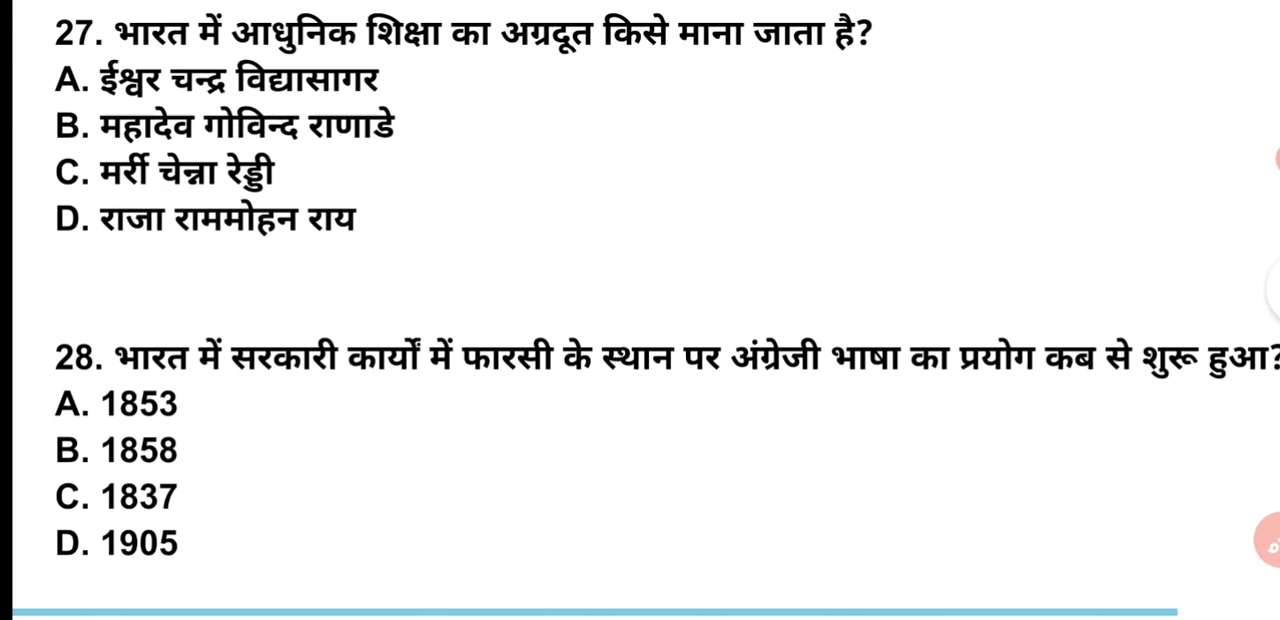 27. भारत में आधुनिक शिक्षा का अग्रदूत किसे माना जाता है?
A. ईश्वर चन्द्र विद्यासागर
B. महादेव गोविन्द राणाडे
C. मर्री चेन्ना रेड्डी
D. राजा राममोहन राय
28. भारत में सरकारी कार्यों में फारसी के स्थान पर अंग्रेजी भाषा का प्रयोग कब से शुरू हुआ?
A. 1853
B. 1858
C. 1837
D. 1905